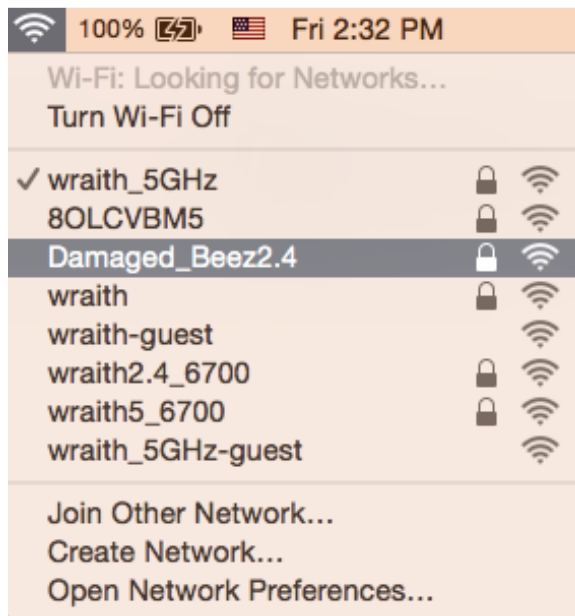 100% Fri 2:32 PM
Wi-Fi: Looking for Networks...
Turn Wi-Fi Off
wraith_5GHz
8OLCVBM5
Damaged_Beez2.4
wraith
wraith-guest
wraith2.4_6700
wraith5_6700
wraith_5GHz-guest
Join Other Network...
Create Network...
Open Network Preferences...